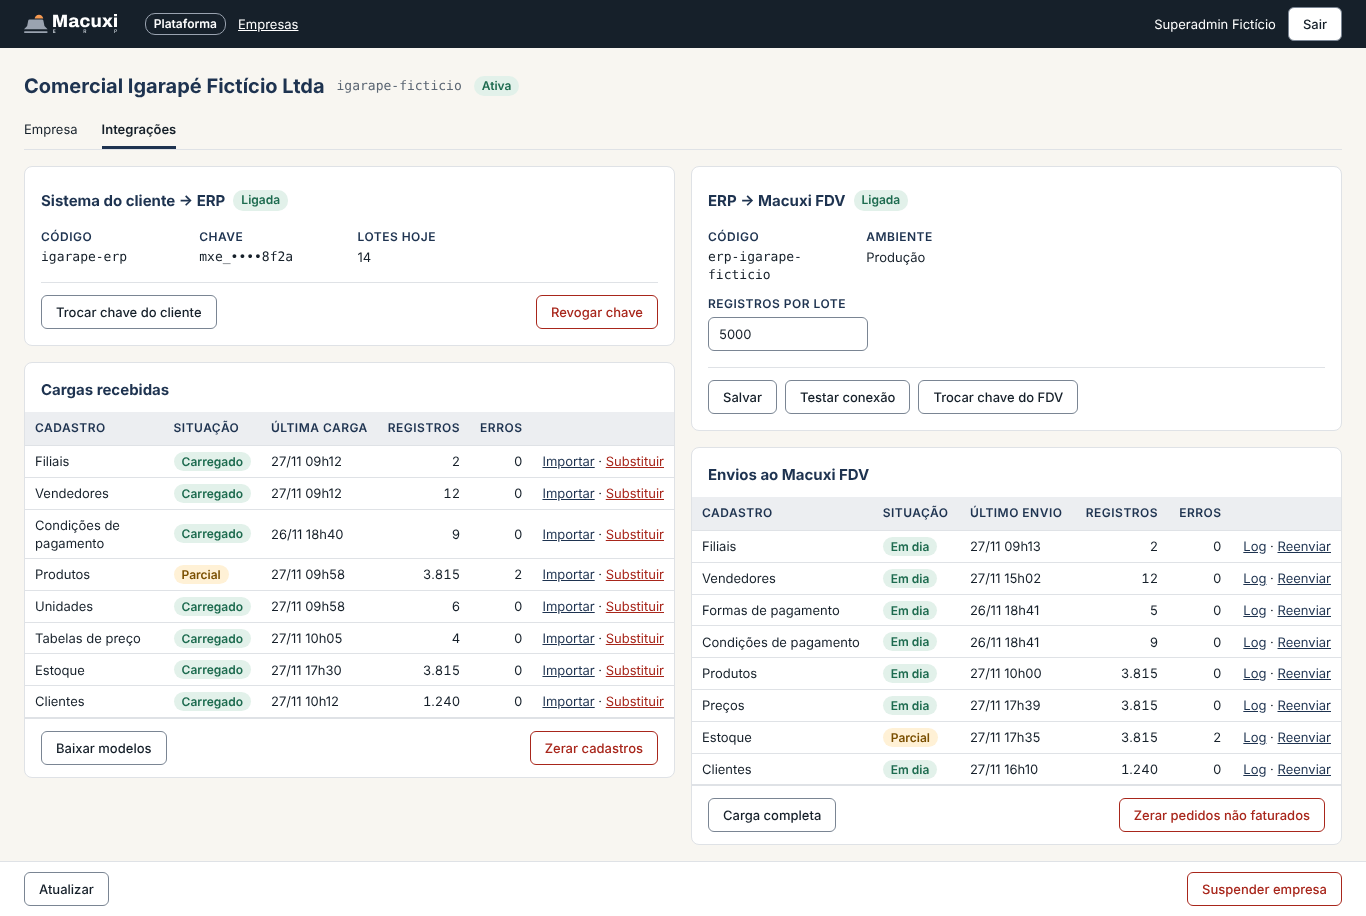 Macuxi
ERP
Plataforma
Empresas
Superadmin Fictício
Sair
Comercial Igarapé Fictício Ltda
igarape-ficticio
Ativa
Empresa
Integrações
Sistema do cliente → ERP
Ligada
CÓDIGO
CHAVE
LOTES HOJE
igarape-erp
mxe_••••8f2a
14
Trocar chave do cliente
Revogar chave
Cargas recebidas
CADASTRO SITUAÇÃO ÚLTIMA CARGA REGISTROS ERROS
Filiais Carregado 27/11 09h12 2 0 Importar · Substituir
Vendedores Carregado 27/11 09h12 12 0 Importar · Substituir
Condições de
pagamento Carregado 26/11 18h40 9 0 Importar · Substituir
Produtos Parcial 27/11 09h58 3.815 2 Importar · Substituir
Unidades Carregado 27/11 09h58 6 0 Importar · Substituir
Tabelas de preço Carregado 27/11 10h05 4 0 Importar · Substituir
Estoque Carregado 27/11 17h30 3.815 0 Importar · Substituir
Clientes Carregado 27/11 10h12 1.240 0 Importar · Substituir
Baixar modelos
Zerar cadastros
ERP → Macuxi FDV
Ligada
CÓDIGO
AMBIENTE
erp-igarape-
ficticio
Produção
REGISTROS POR LOTE
5000
Salvar
Testar conexão
Trocar chave do FDV
Envios ao Macuxi FDV
CADASTRO SITUAÇÃO ÚLTIMO ENVIO REGISTROS ERROS
Filiais Em dia 27/11 09h13 2 0 Log · Reenviar
Vendedores Em dia 27/11 15h02 12 0 Log · Reenviar
Formas de pagamento Em dia 26/11 18h41 5 0 Log · Reenviar
Condições de pagamento Em dia 26/11 18h41 9 0 Log · Reenviar
Produtos Em dia 27/11 10h00 3.815 0 Log · Reenviar
Preços Em dia 27/11 17h39 3.815 0 Log · Reenviar
Estoque Parcial 27/11 17h35 3.815 2 Log · Reenviar
Clientes Em dia 27/11 16h10 1.240 0 Log · Reenviar
Carga completa
Zerar pedidos não faturados
Atualizar
Suspender empresa